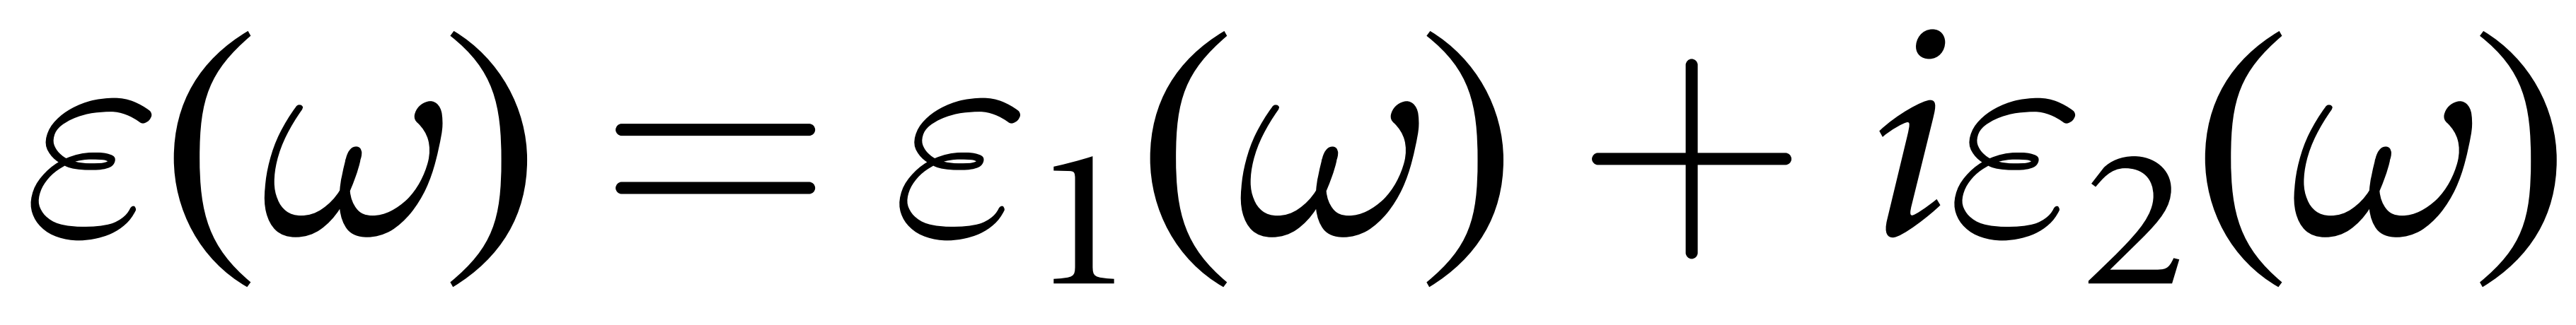 ε(ω) = ε₁(ω) + iε₂(ω)